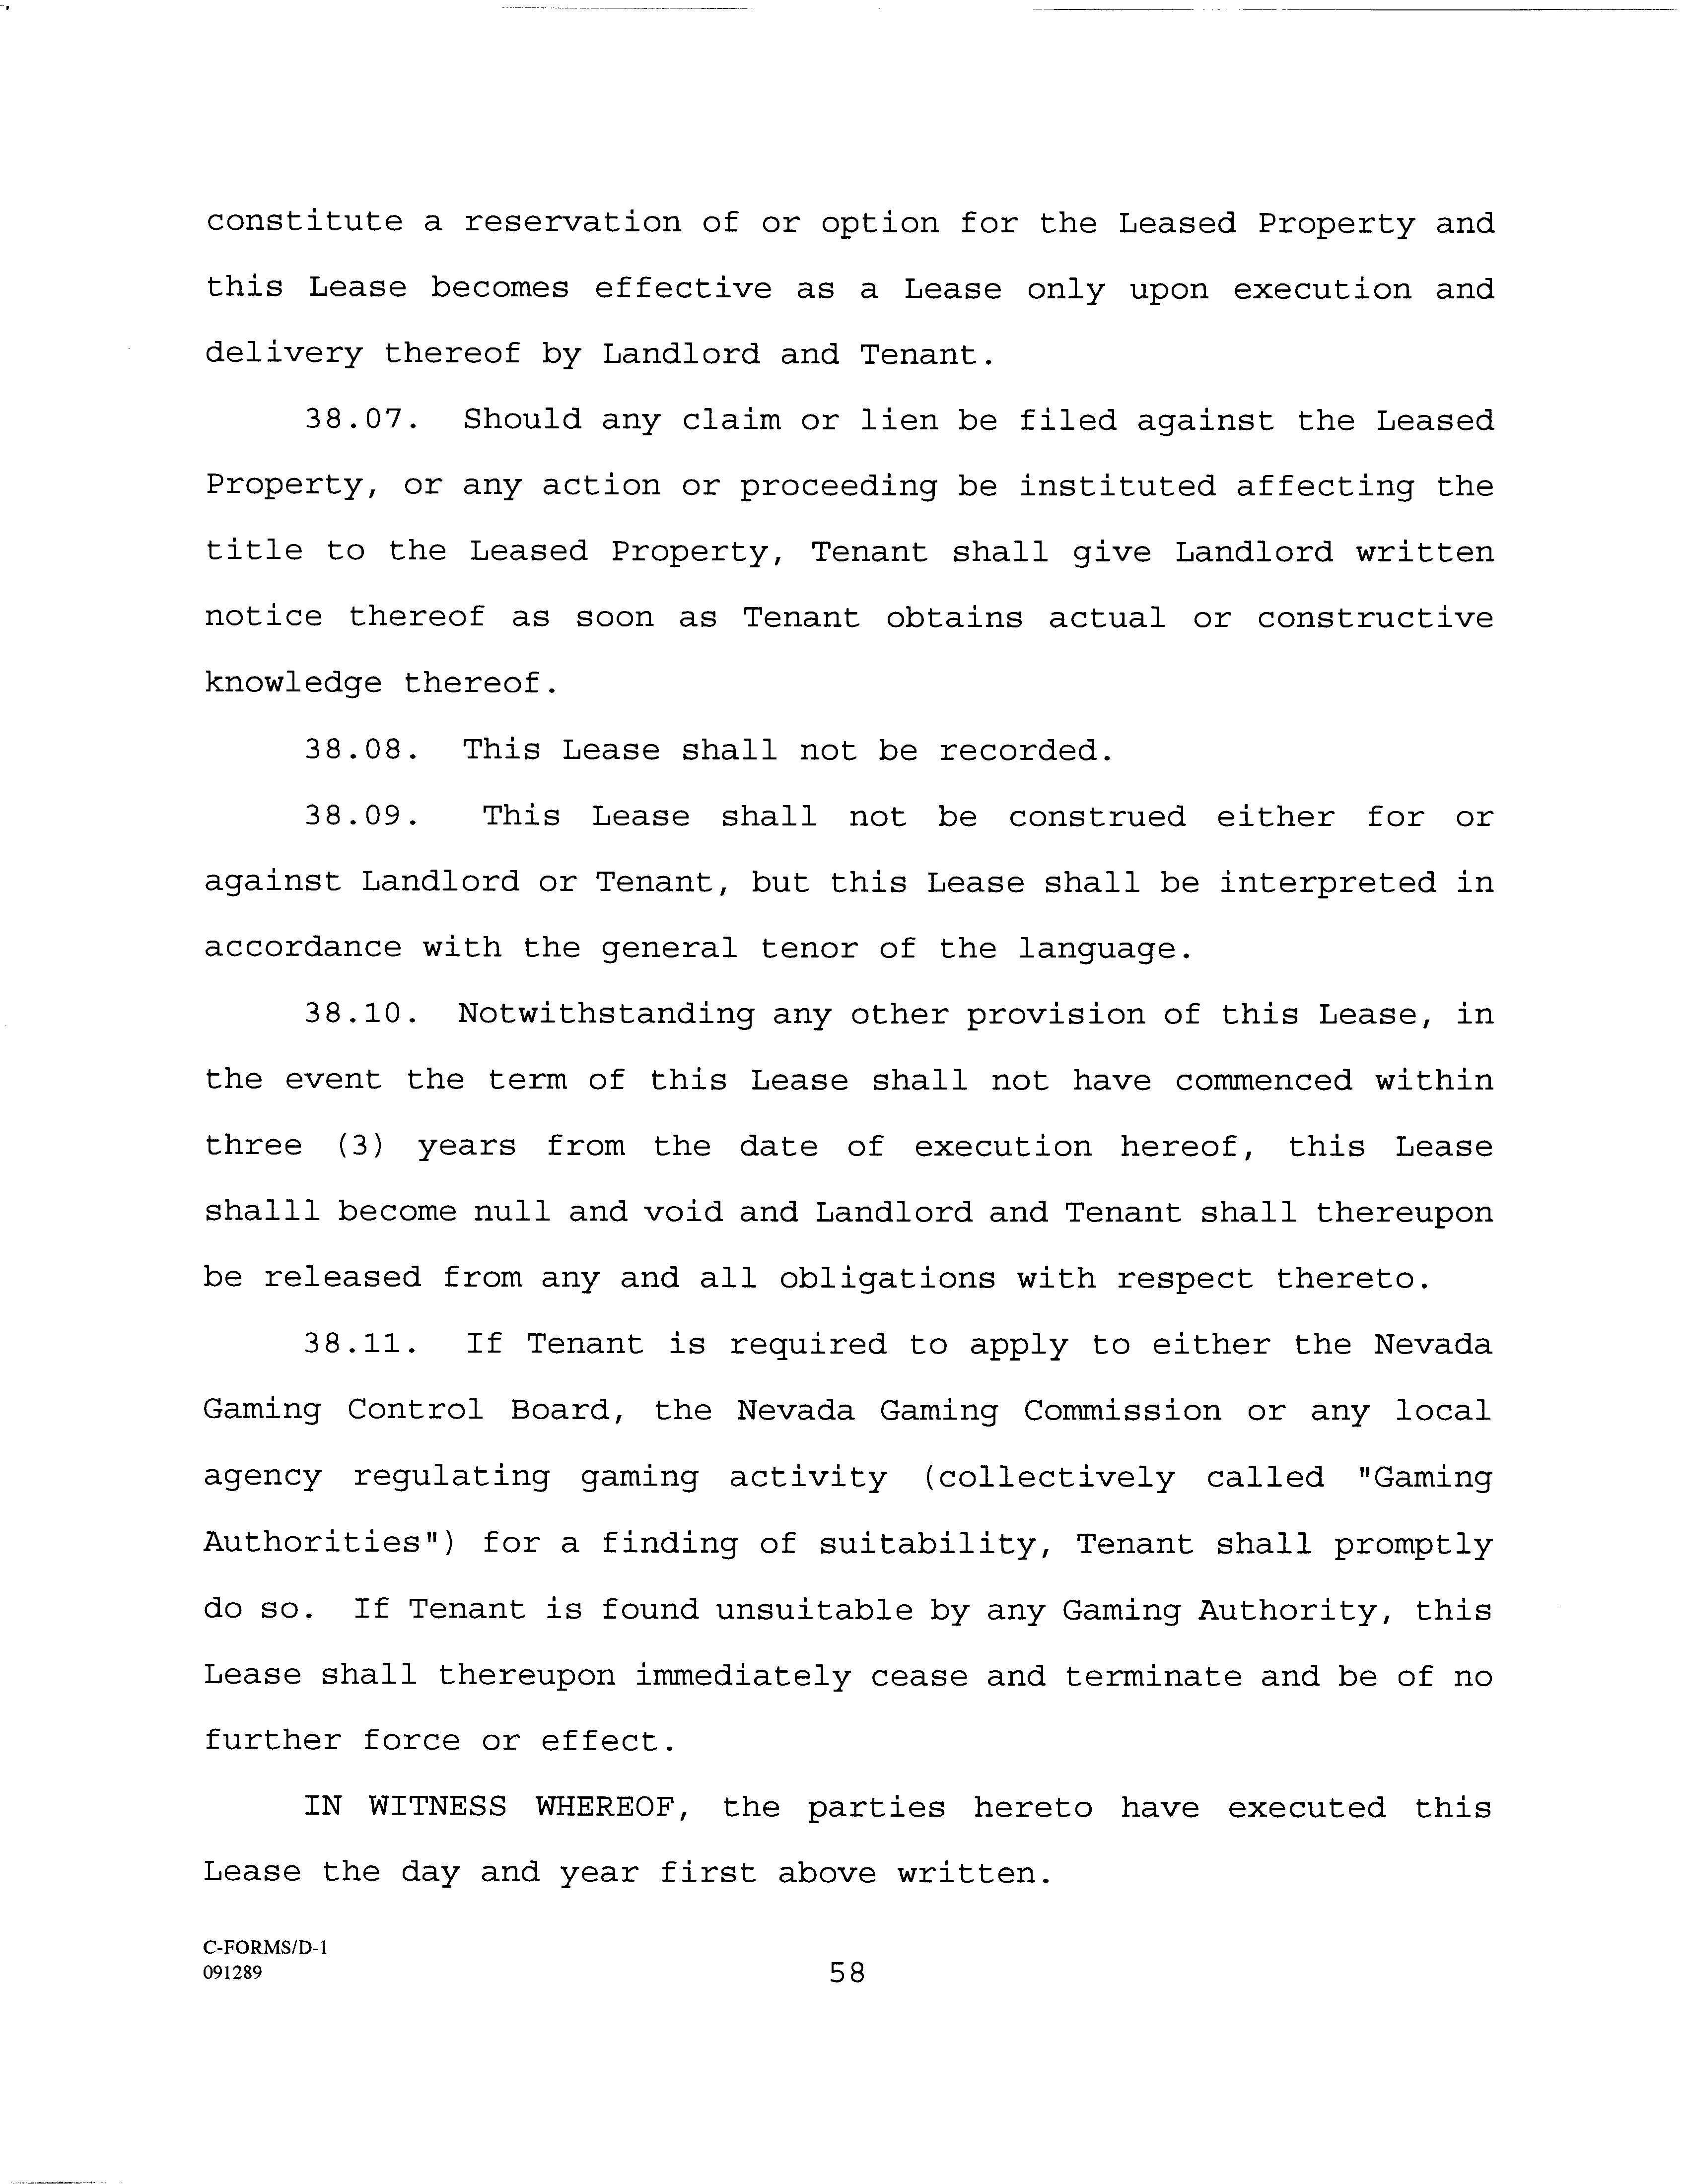 constitute a reservation of or option for the Leased Property and
this Lease becomes effective as a Lease only upon execution and
delivery thereof by Landlord and Tenant.
38.07. Should any claim or lien be filed against the Leased
Property, or any action or proceeding be instituted affecting the
title to the Leased Property, Tenant shall give Landlord written
notice thereof as soon as Tenant obtains actual or constructive
knowledge thereof.
38.08. This Lease shall not be recorded.
38.09. This Lease shall not be construed either for or
against Landlord or Tenant, but this Lease shall be interpreted in
accordance with the general tenor of the language.
38.10. Notwithstanding any other provision of this Lease, in
the event the term of this Lease shall not have commenced within
three (3) years from the date of execution hereof, this Lease
shalll become null and void and Landlord and Tenant shall thereupon
be released from any and all obligations with respect thereto.
38.11. If Tenant is required to apply to either the Nevada
Gaming Control Board, the Nevada Gaming Commission or any local
agency regulating gaming activity (collectively called "Gaming
Authorities") for a finding of suitability, Tenant shall promptly
do so. If Tenant is found unsuitable by any Gaming Authority, this
Lease shall thereupon immediately cease and terminate and be of no
further force or effect.
IN WITNESS WHEREOF, the parties hereto have executed this
Lease the day and year first above written.
C-FORMS/D-1
091289
58